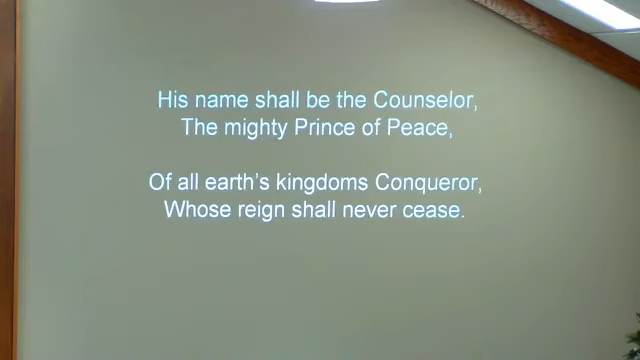 His name shall be the Counselor,
The mighty Prince of Peace,
Of all earth's kingdoms Conqueror,
Whose reign shall never cease.